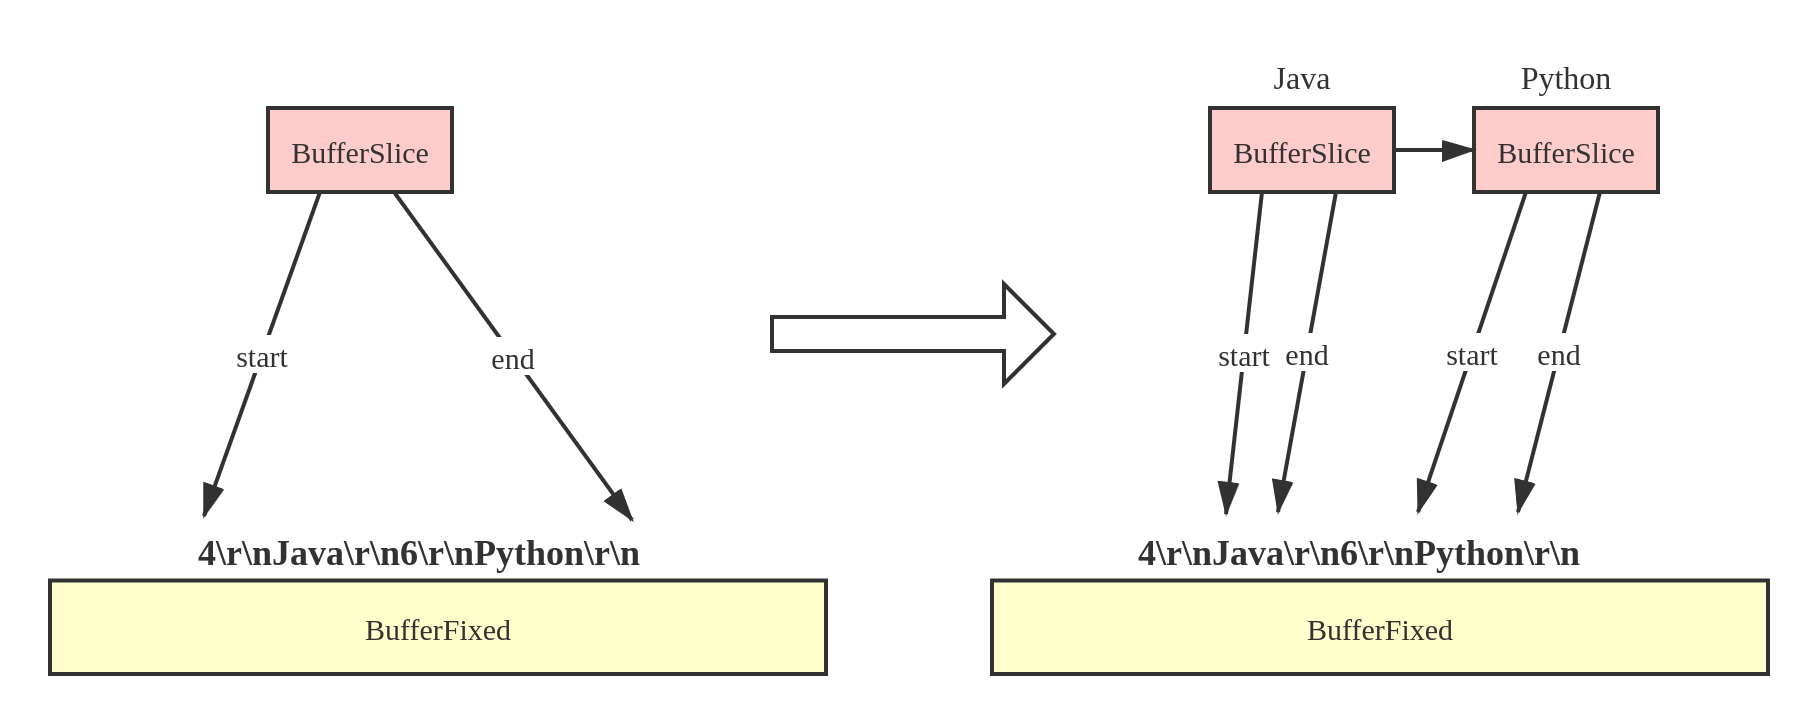 Java
Python
BufferSlice
BufferSlice
BufferSlice
start
end
start
end
start
end
4\r\nJava\r\n6\r\nPython\r\n
4\r\nJava\r\n6\r\nPython\r\n
BufferFixed
BufferFixed